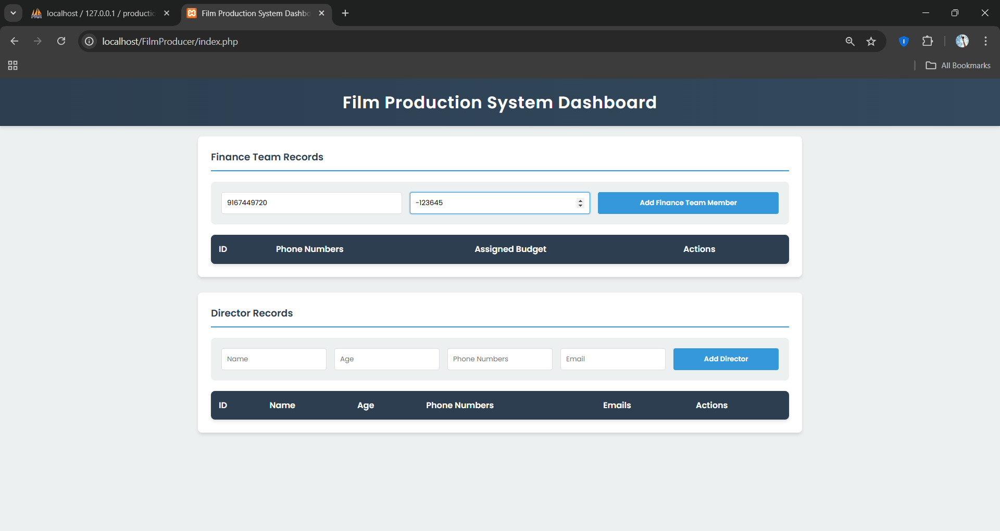 localhost / 127.0.0.1 / productio
Film Production System Dashbo
localhost/FilmProducer/index.php
All Bookmarks
Film Production System Dashboard
Finance Team Records
9167449720
-123645
Add Finance Team Member
ID Phone Numbers Assigned Budget Actions
Director Records
Name Age Phone Numbers Email Add Director
ID Name Age Phone Numbers Emails Actions